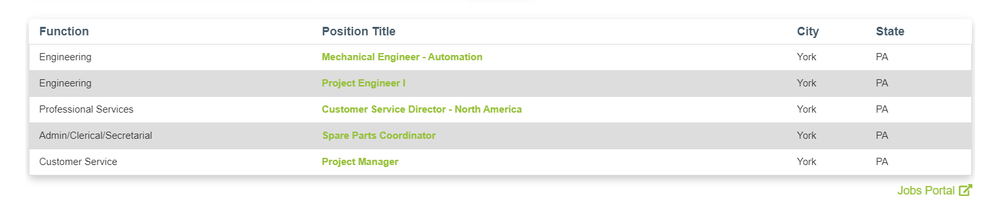 Function Position Title City State
Engineering Mechanical Engineer - Automation York PA
Engineering Project Engineer I York PA
Professional Services Customer Service Director - North America York PA
Admin/Clerical/Secretarial Spare Parts Coordinator York PA
Customer Service Project Manager York PA
Jobs Portal